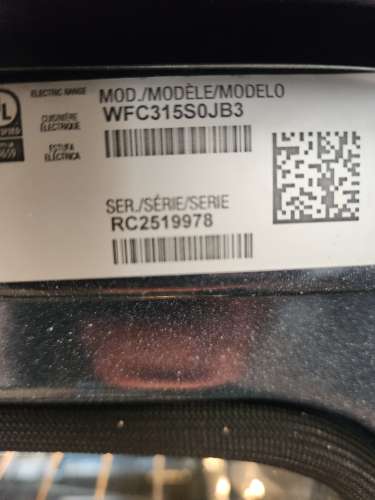 ELECTRIC RANGE
CUISINIÈRE
ÉLECTRIQUE
ESTUFA
ELÉCTRICA
MOD./MODÈLE/MODELO
WFC315S0JB3
SER./SÉRIE/SERIE
RC2519978